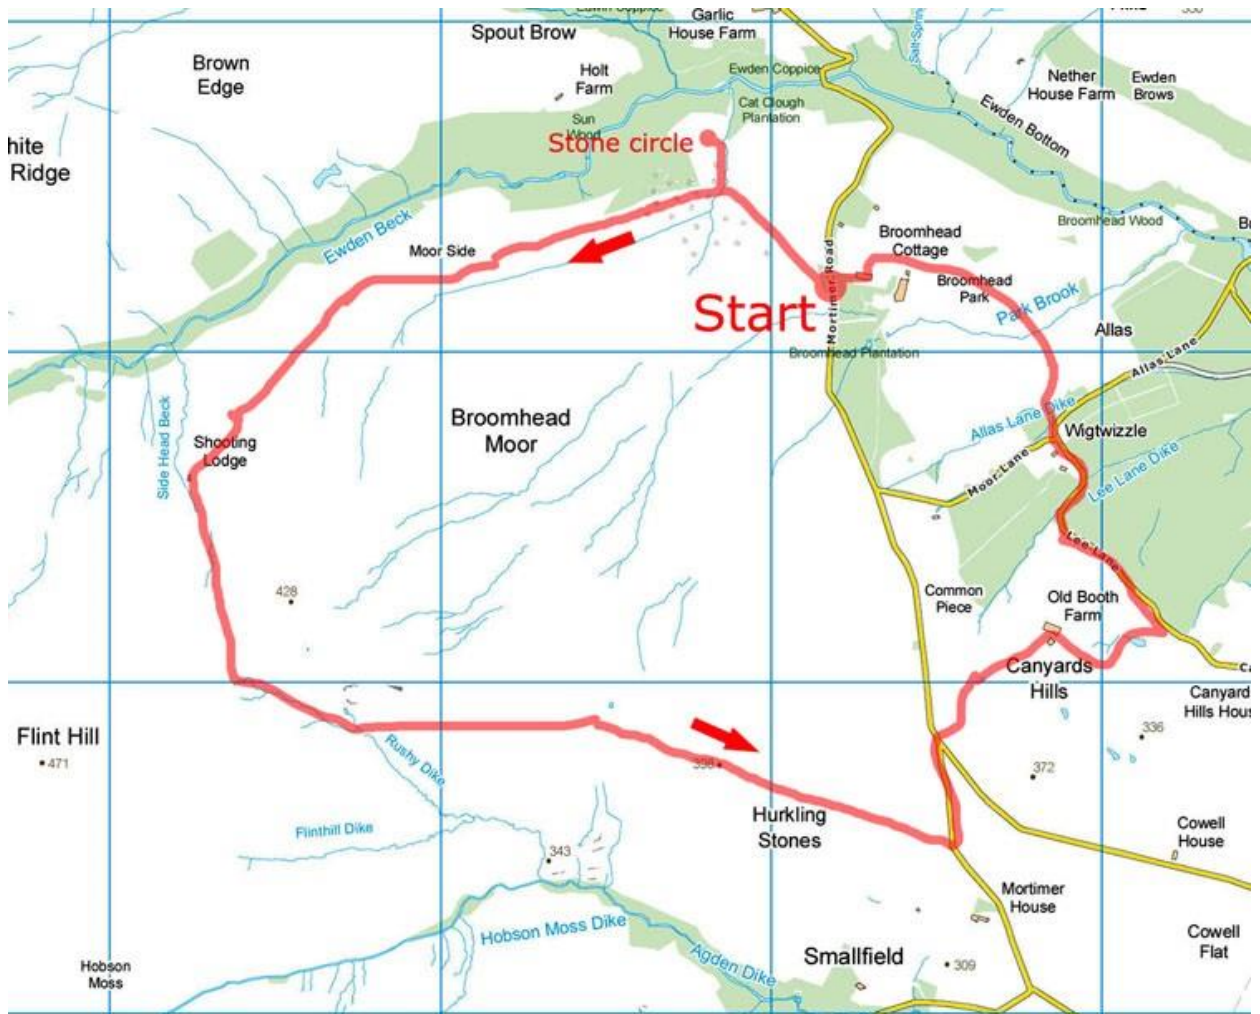 Edwin Coppice
Garlic
House Farm
Spout Brow
Brown
Edge
Holt
Farm
Ewden Coppice
Nether
House Farm
Ewden
Brows
Cat Clough
Plantation
Sun
Wood
Stone circle
Ewden Bottom
hite
Ridge
Broomhead Wood
Ewden Beck
Moor Side
Mortimer Road
Broomhead
Cottage
Broomhead
Park
Start
Park Brook
Allas
Allas Lane
Broomhead Plantation
Broomhead
Moor
Allas Lane Dike
Wigtwizzle
Shooting
Lodge
Side Head Beck
Moor Lane
Lee Lane Dike
Lee Lane
428
Common
Piece
Old Booth
Farm
Canyards
Hills
Canyard
Hills Hous
Flint Hill
471
Rushy Dike
398
336
372
Flinthill Dike
Hurkling
Stones
Cowell
House
343
Mortimer
House
Hobson Moss Dike
Agden Dike
Smallfield
309
Cowell
Flat
Hobson
Moss